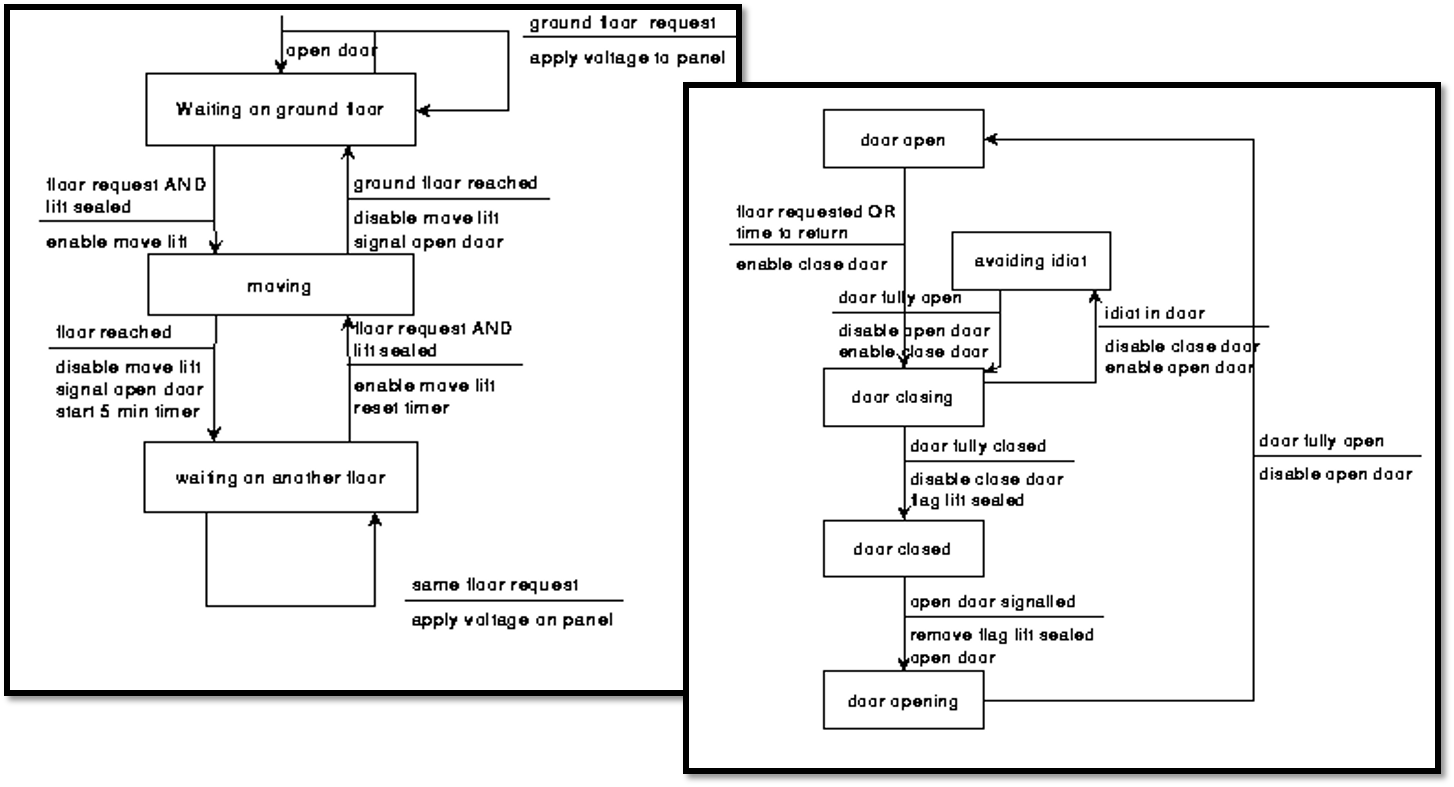 ground floor request
open door
apply voltage to panel
Waiting on ground floor
floor request AND
lift sealed
enable move lift
ground floor reached
disable move lift
signal open door
moving
floor reached
disable move lift
signal open door
start 5 min timer
floor request AND
lift sealed
enable move lift
reset timer
waiting on another floor
same floor request
apply voltage on panel
door open
floor requested OR
time to return
enable close door
avoiding idiot
door fully open
disable open door
enable close door
idiot in door
disable close door
enable open door
door closing
door fully closed
disable close door
flag lift sealed
door fully open
disable open door
door closed
open door signalled
remove flag lift sealed
open door
door opening